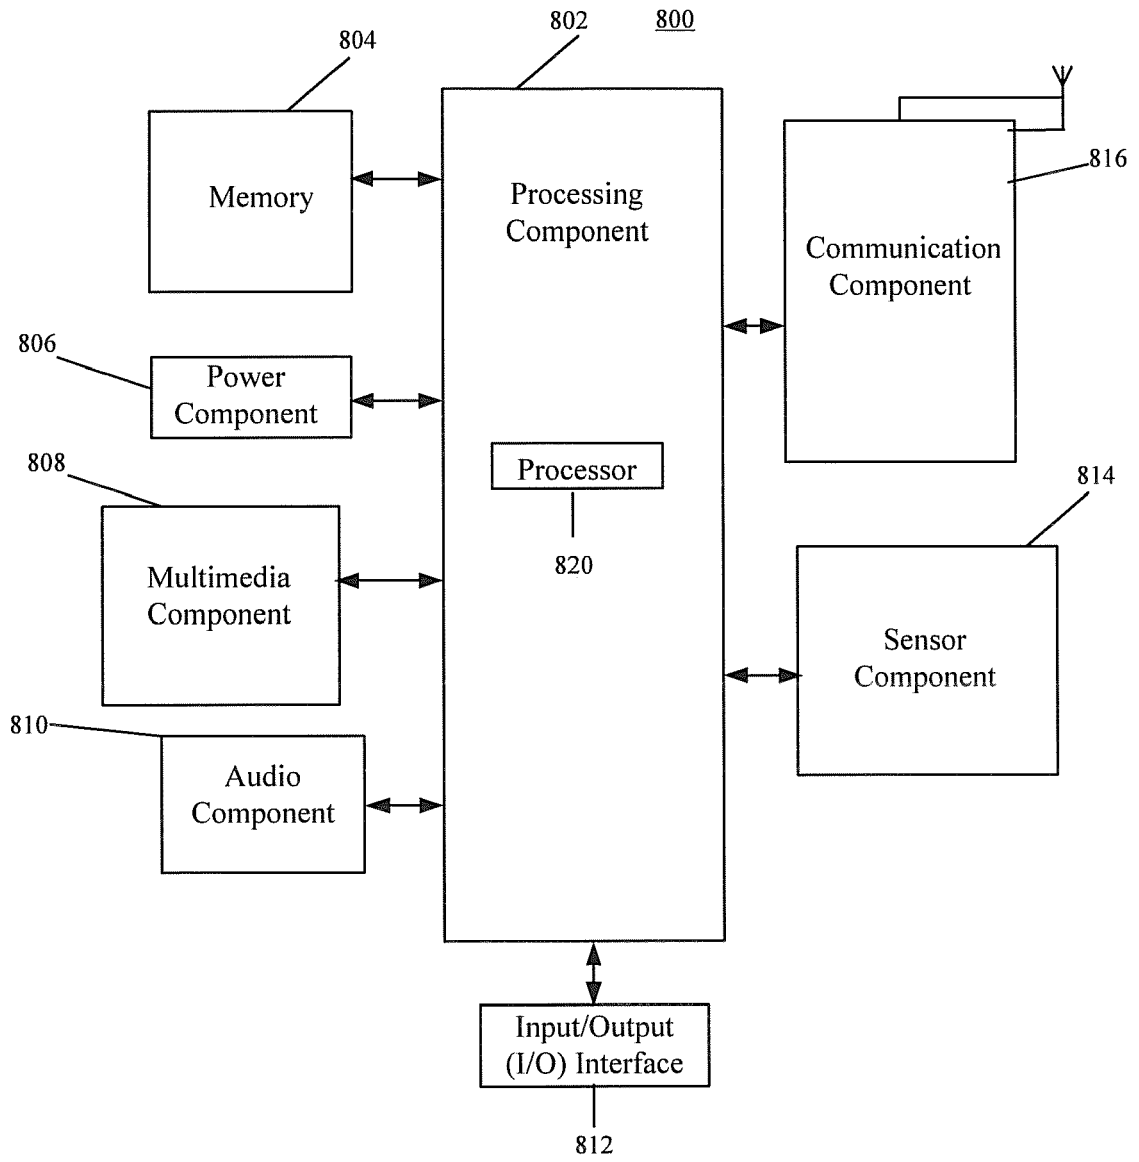 802
800
804
816
Memory
Processing
Component
Communication
Component
806
Power
Component
808
Processor
814
820
Multimedia
Component
Sensor
Component
810
Audio
Component
Input/Output
(I/O) Interface
812